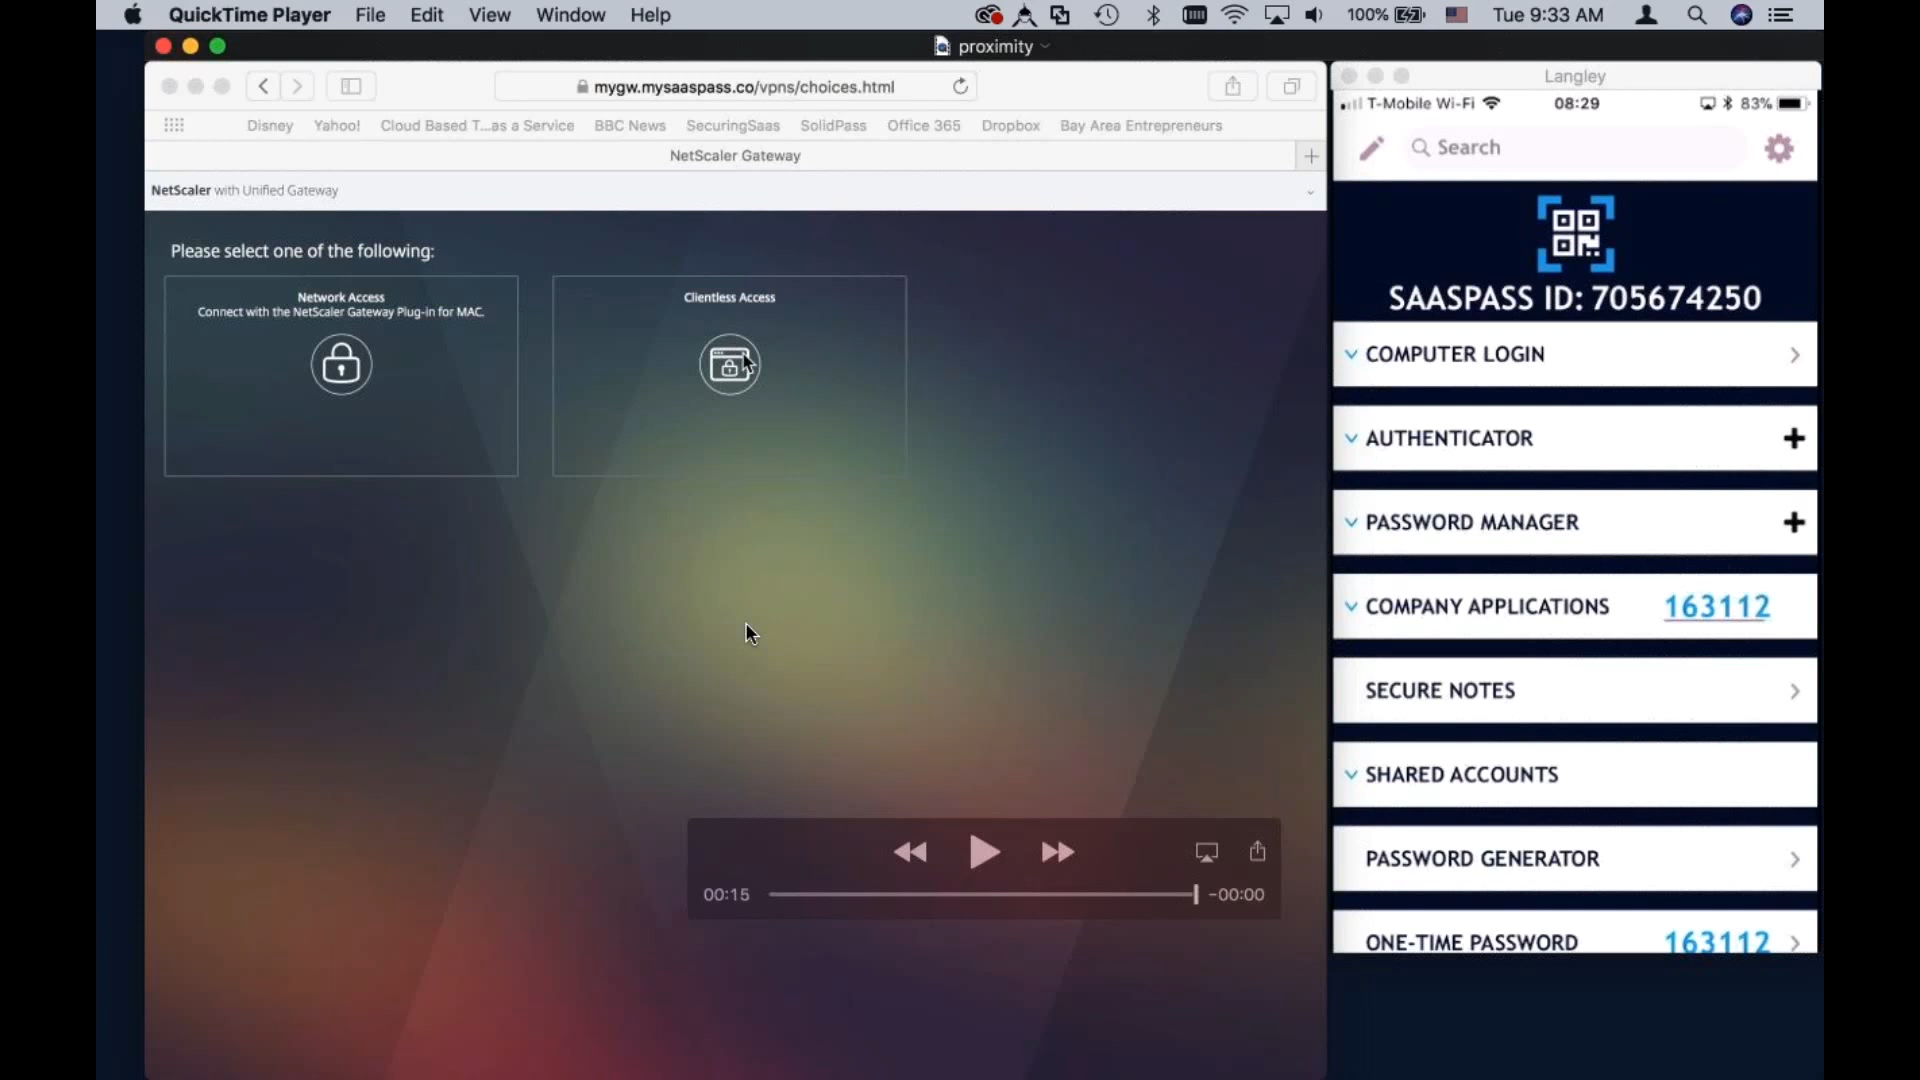 QuickTime Player File Edit View Window Help 100% Tue 9:33 AM
proximity
mygw.mysaaspass.co/vpns/choices.html
Disney Yahoo! Cloud Based T...as a Service BBC News SecuringSaas SolidPass Office 365 Dropbox Bay Area Entrepreneurs
NetScaler Gateway
NetScaler with Unified Gateway
Please select one of the following:
Network Access
Connect with the NetScaler Gateway Plug-in for MAC.
Clientless Access
00:15 -00:00
Langley
T-Mobile Wi-Fi 08:29 83%
Search
SAASPASS ID: 705674250
COMPUTER LOGIN
AUTHENTICATOR
PASSWORD MANAGER
COMPANY APPLICATIONS 163112
SECURE NOTES
SHARED ACCOUNTS
PASSWORD GENERATOR
ONE-TIME PASSWORD 163112